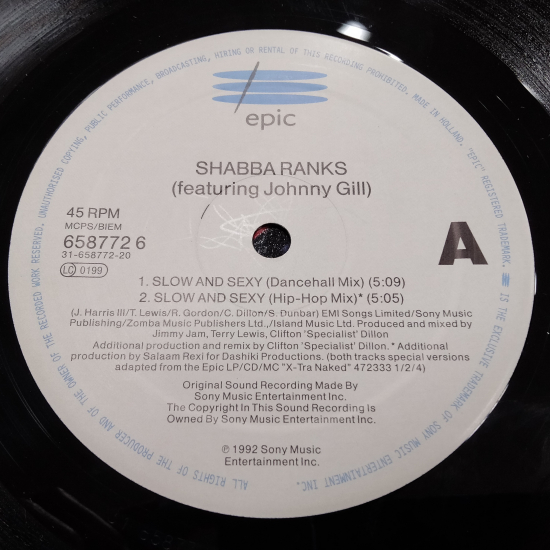 epic
SHABBA RANKS
(featuring Johnny Gill)
45 RPM
MCPS/BIEM
658772 6
31-658772-20
LC 0199
A
1. SLOW AND SEXY (Dancehall Mix) (5:09)
2. SLOW AND SEXY (Hip-Hop Mix)* (5:05)
(J. Harris III/T. Lewis/R. Gordon/C. Dillon/S. Dunbar) EMI Songs Limited/Sony Music
Publishing/Zomba Music Publishers Ltd.,/Island Music Ltd. Produced and mixed by
Jimmy Jam, Terry Lewis, Clifton 'Specialist' Dillon
Additional production and remix by Clifton 'Specialist' Dillon. * Additional
production by Salaam Rexi for Dashiki Productions. (both tracks special versions
adapted from the Epic LP/CD/MC "X-Tra Naked" 472333 1/2/4)
Original Sound Recording Made By
Sony Music Entertainment Inc.
The Copyright In This Sound Recording is
Owned By Sony Music Entertainment Inc.
℗ 1992 Sony Music
Entertainment Inc.
ALL RIGHTS OF THE PRODUCER AND OF THE OWNER OF THE RECORDED WORK RESERVED. UNAUTHORISED COPYING, PUBLIC PERFORMANCE, BROADCASTING, HIRING OR RENTAL OF THIS RECORDING PROHIBITED. MADE IN HOLLAND. "EPIC" REGISTERED TRADEMARK. IS THE EXCLUSIVE TRADEMARK OF SONY MUSIC ENTERTAINMENT INC.